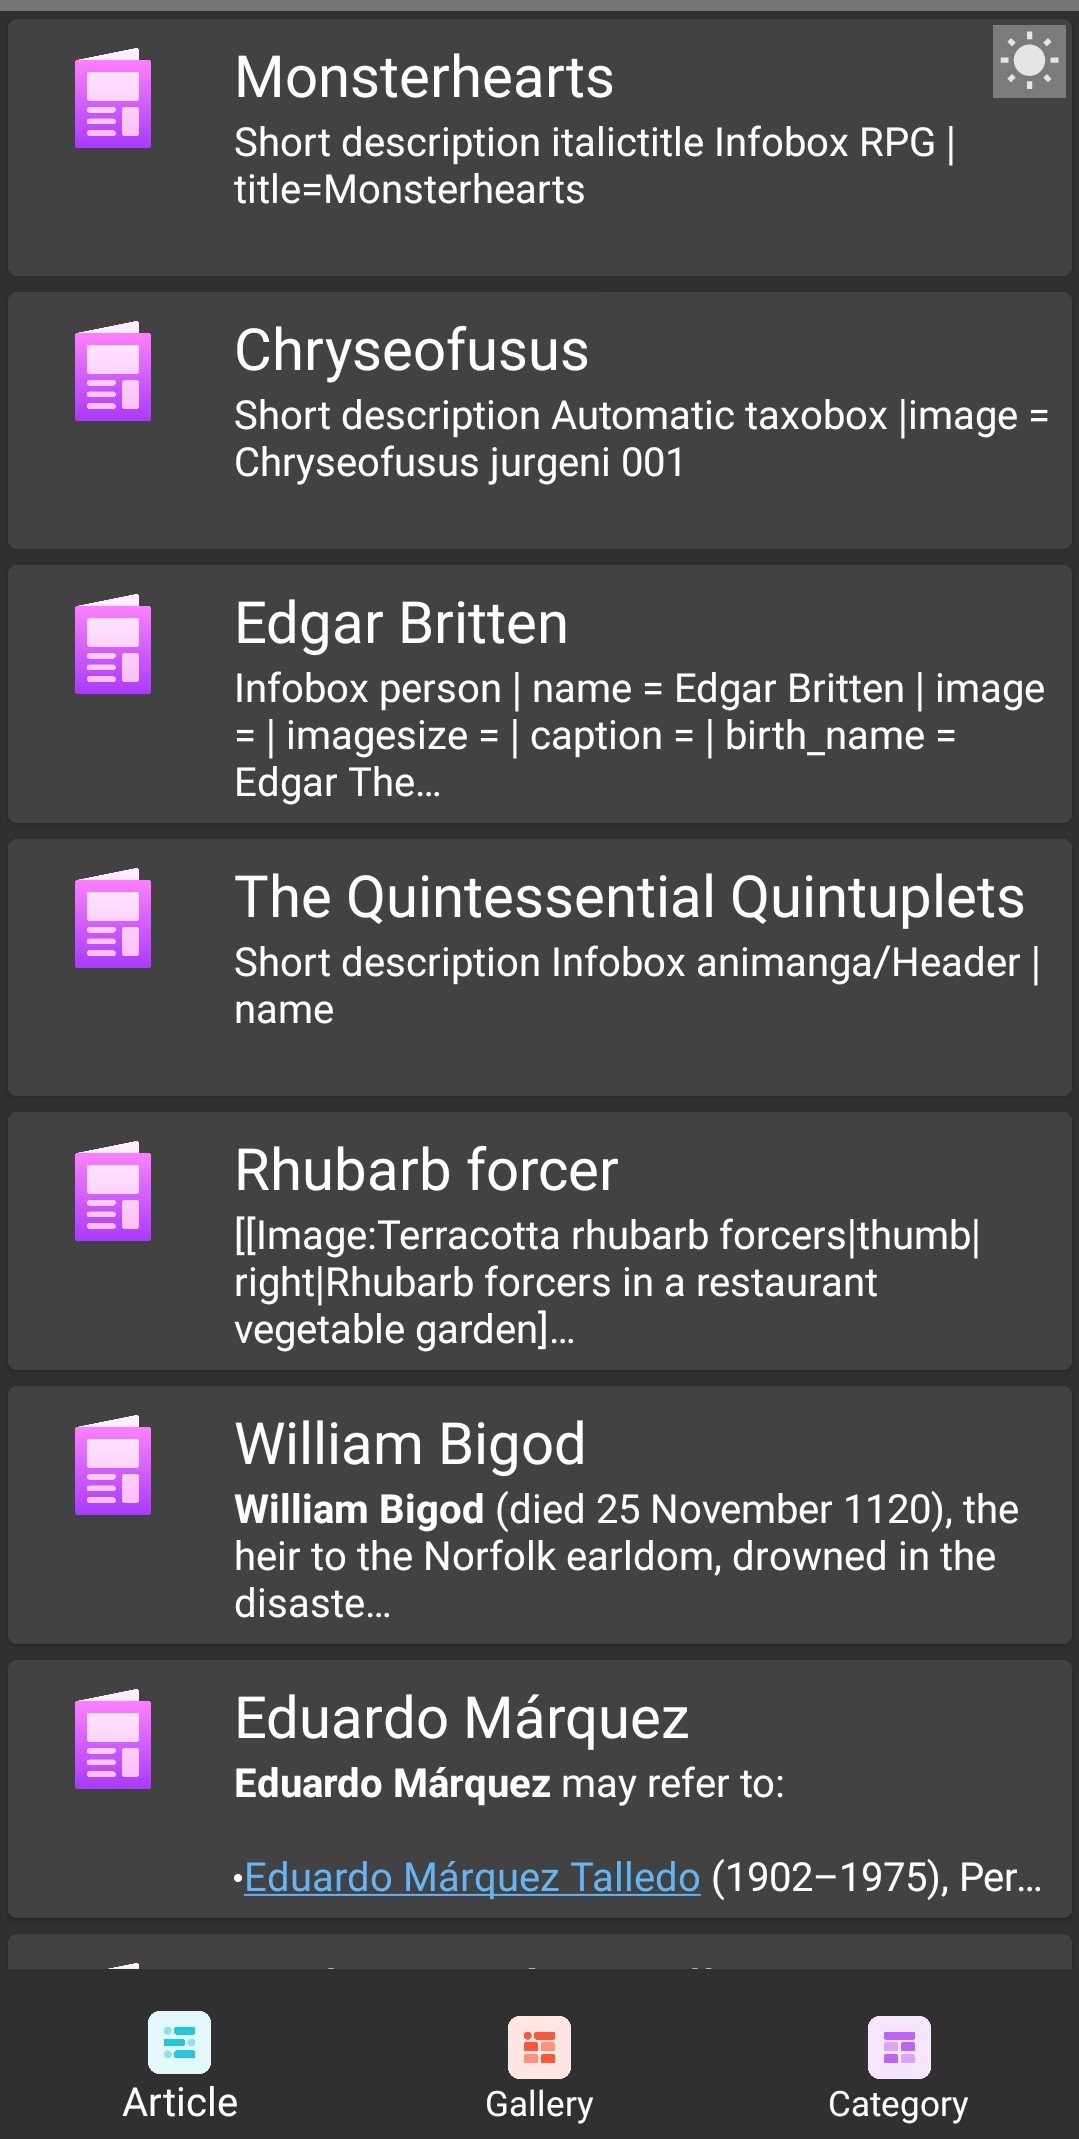 Monsterhearts
Short description italictitle Infobox RPG |
title=Monsterhearts
Chryseofusus
Short description Automatic taxobox |image =
Chryseofusus jurgeni 001
Edgar Britten
Infobox person | name = Edgar Britten | image
= | imagesize = | caption = | birth_name =
Edgar The…
The Quintessential Quintuplets
Short description Infobox animanga/Header |
name
Rhubarb forcer
[[Image:Terracotta rhubarb forcers|thumb|
right|Rhubarb forcers in a restaurant
vegetable garden]…
William Bigod
William Bigod (died 25 November 1120), the
heir to the Norfolk earldom, drowned in the
disaste…
Eduardo Márquez
Eduardo Márquez may refer to:
•Eduardo Márquez Talledo (1902–1975), Per…
Article
Gallery
Category